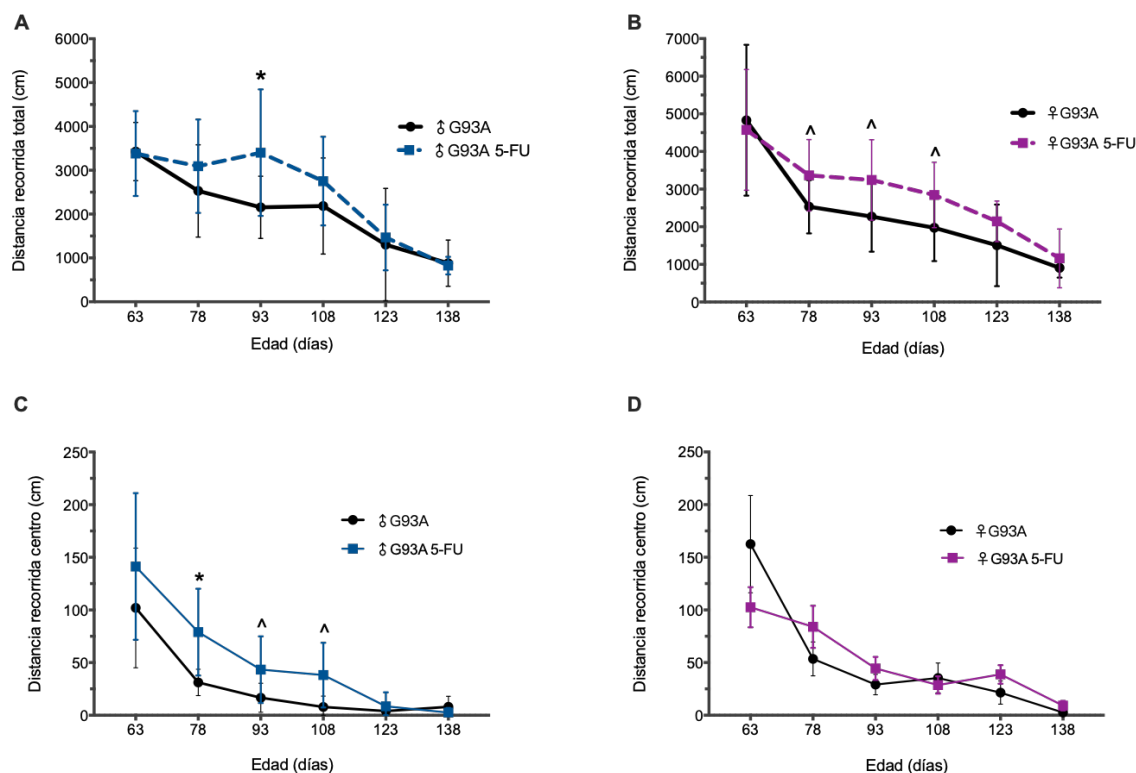 A
Distancia recorrida total (cm)
6000
5000
4000
3000
2000
1000
0
*
♂ G93A
♂ G93A 5-FU
63 78 93 108 123 138
Edad (días)
B
Distancia recorrida total (cm)
7000
6000
5000
4000
3000
2000
1000
0
^ ^ ^
♀ G93A
♀ G93A 5-FU
63 78 93 108 123 138
Edad (días)
C
Distancia recorrida centro (cm)
250
200
150
100
50
0
* ^ ^
♂ G93A
♂ G93A 5-FU
63 78 93 108 123 138
Edad (días)
D
Distancia recorrida centro (cm)
250
200
150
100
50
0
♀ G93A
♀ G93A 5-FU
63 78 93 108 123 138
Edad (días)